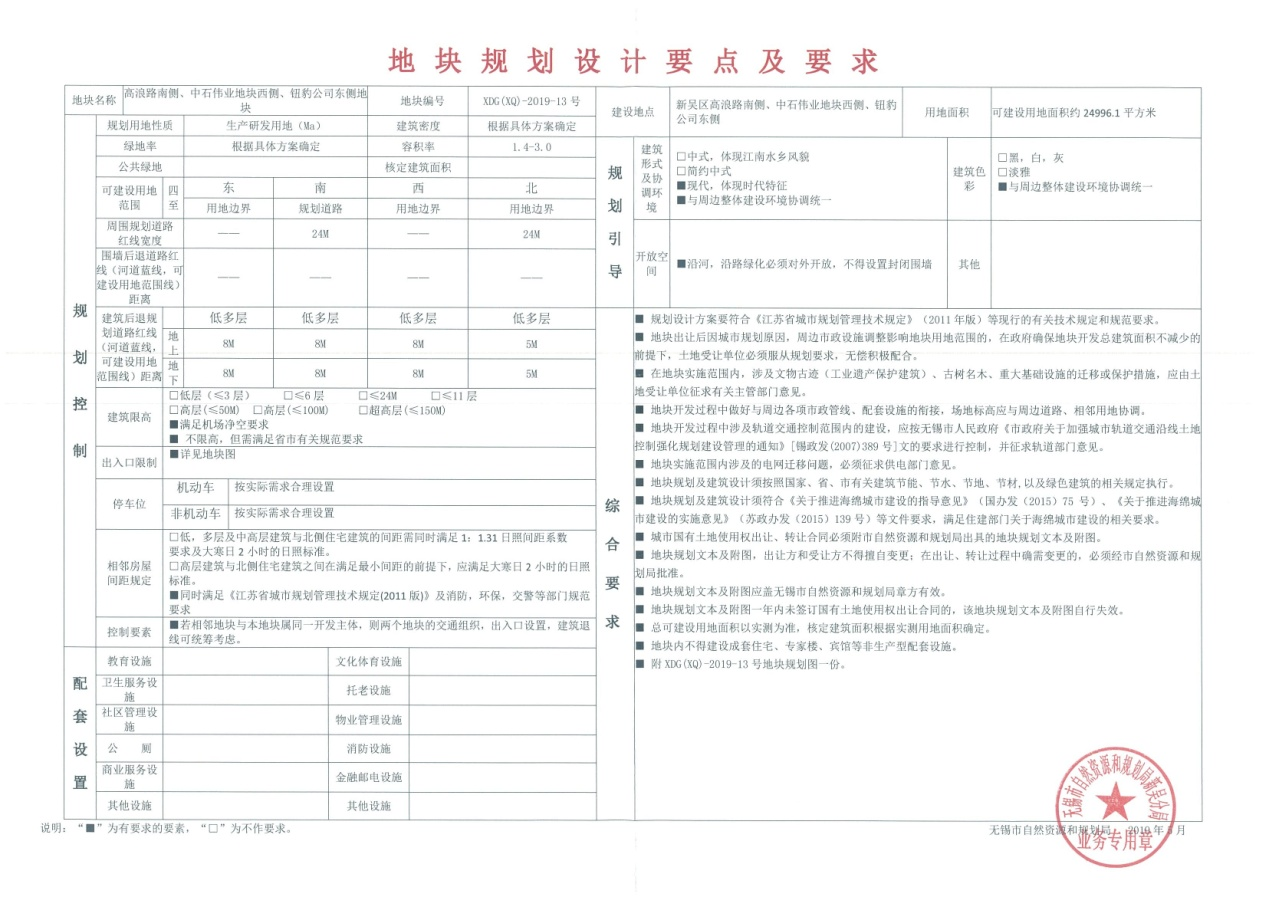 地块规划设计要点及要求
地块名称
高浪路南侧、中石伟业地块西侧、钮豹公司东侧地
块
地块编号
XDG(XQ)-2019-13 号
建设地点
新吴区高浪路南侧、中石伟业地块西侧、钮豹
公司东侧
用地面积
可建设用地面积约 24996.1 平方米
规划控制
规划用地性质
生产研发用地（Ma）
建筑密度
根据具体方案确定
绿地率
根据具体方案确定
容积率
1.4-3.0
公共绿地
核定建筑面积
可建设用地
范围
四
至
东
南
西
北
用地边界
规划道路
用地边界
用地边界
周围规划道路
红线宽度
——
24M
——
24M
围墙后退道路红
线（河道蓝线，可
建设用地范围线）
距离
——
——
——
——
建筑后退规
划道路红线
（河道蓝线，
可建设用地
范围线）距离
低多层
低多层
低多层
低多层
地
上
8M
8M
8M
5M
地
下
8M
8M
8M
5M
建筑限高
□低层（≤3 层） □≤6 层 □≤24M □≤11 层
□高层(≤50M) □高层(≤100M) □超高层(≤150M)
■满足机场净空要求
■ 不限高，但需满足省市有关规范要求
出入口限制
■详见地块图
停车位
机动车
按实际需求合理设置
非机动车
按实际需求合理设置
相邻房屋
间距规定
□低，多层及中高层建筑与北侧住宅建筑的间距需同时满足 1：1.31 日照间距系数
要求及大寒日 2 小时的日照标准。
□高层建筑与北侧住宅建筑之间在满足最小间距的前提下，应满足大寒日 2 小时的日照
标准。
■同时满足《江苏省城市规划管理技术规定(2011 版)》及消防，环保，交警等部门规范
要求
控制要素
■若相邻地块与本地块属同一开发主体，则两个地块的交通组织，出入口设置，建筑退
线可统筹考虑。
配套设置
教育设施
文化体育设施
卫生服务设
施
托老设施
社区管理设
施
物业管理设施
公 厕
消防设施
商业服务设
施
金融邮电设施
其他设施
其他设施
规划引导
建筑
形式
及协
调环
境
□中式，体现江南水乡风貌
□简约中式
■现代，体现时代特征
■与周边整体建设环境协调统一
建筑色
彩
□黑，白，灰
□淡雅
■与周边整体建设环境协调统一
开放空
间
■沿河，沿路绿化必须对外开放，不得设置封闭围墙
其他
综合要求
■ 规划设计方案要符合《江苏省城市规划管理技术规定》（2011 年版）等现行的有关技术规定和规范要求。
■ 地块出让后因城市规划原因，周边市政设施调整影响地块用地范围的，在政府确保地块开发总建筑面积不减少的
前提下，土地受让单位必须服从规划要求，无偿积极配合。
■ 在地块实施范围内，涉及文物古迹（工业遗产保护建筑）、古树名木、重大基础设施的迁移或保护措施，应由土
地受让单位征求有关主管部门意见。
■ 地块开发过程中做好与周边各项市政管线、配套设施的衔接，场地标高应与周边道路、相邻用地协调。
■ 地块开发过程中涉及轨道交通控制范围内的建设，应按无锡市人民政府《市政府关于加强城市轨道交通沿线土地
控制强化规划建设管理的通知》[锡政发(2007)389 号]文的要求进行控制，并征求轨道部门意见。
■ 地块实施范围内涉及的电网迁移问题，必须征求供电部门意见。
■ 地块规划及建筑设计须按照国家、省、市有关建筑节能、节水、节地、节材,以及绿色建筑的相关规定执行。
■ 地块规划及建筑设计须符合《关于推进海绵城市建设的指导意见》（国办发（2015）75 号）、《关于推进海绵城
市建设的实施意见》（苏政办发（2015）139 号）等文件要求，满足住建部门关于海绵城市建设的相关要求。
■ 城市国有土地使用权出让、转让合同必须附市自然资源和规划局出具的地块规划文本及附图。
■ 地块规划文本及附图，出让方和受让方不得擅自变更；在出让、转让过程中确需变更的，必须经市自然资源和规
划局批准。
■ 地块规划文本及附图应盖无锡市自然资源和规划局章方有效。
■ 地块规划文本及附图一年内未签订国有土地使用权出让合同的，该地块规划文本及附图自行失效。
■ 总可建设用地面积以实测为准，核定建筑面积根据实测用地面积确定。
■ 地块内不得建设成套住宅、专家楼、宾馆等非生产型配套设施。
■ 附 XDG(XQ)-2019-13 号地块规划图一份。
说明：“■”为有要求的要素，“□”为不作要求。
无锡市自然资源和规划局 2019 年 5 月
无锡市自然资源和规划局新吴分局
业务专用章